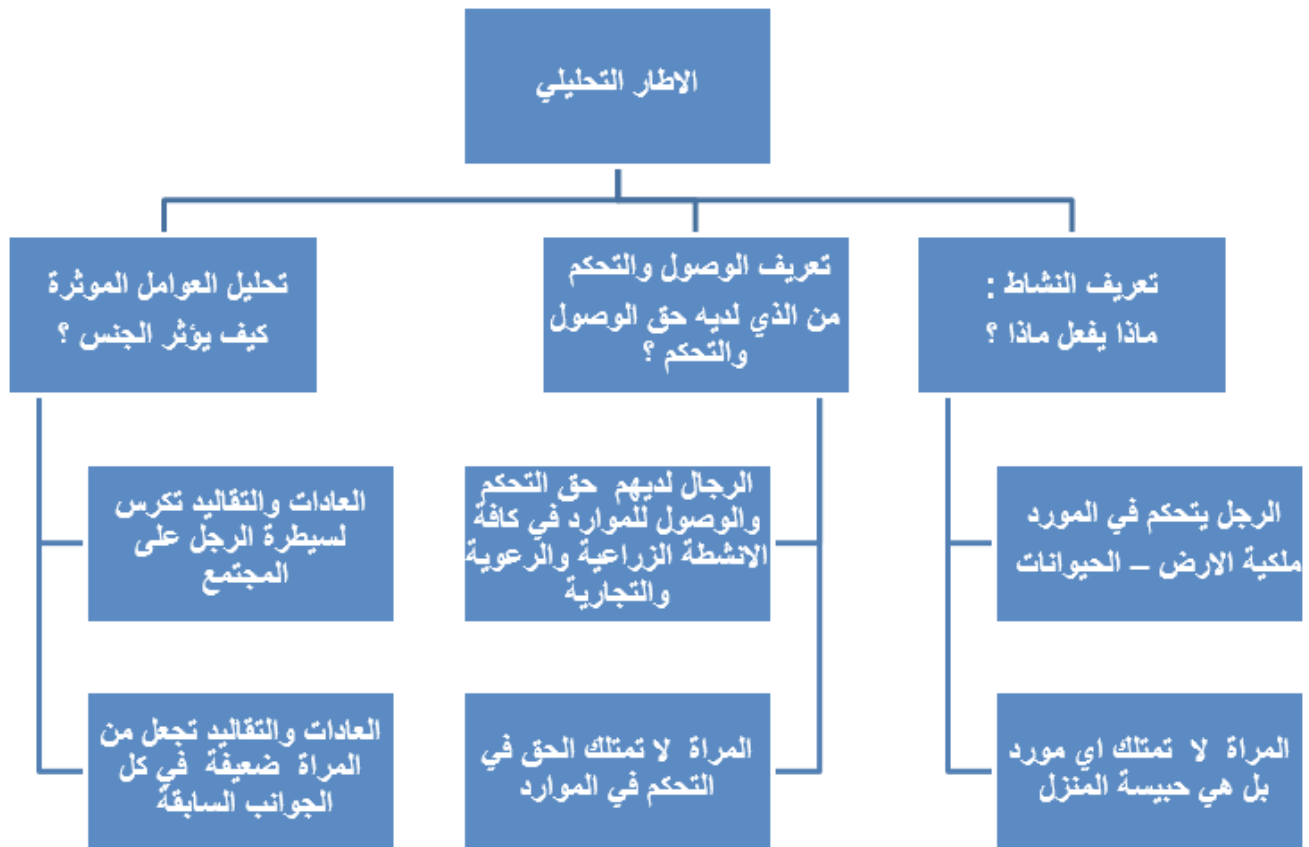 الاطار التحليلي
تعريف النشاط :
ماذا يفعل ماذا ؟
الرجل يتحكم في المورد
ملكية الارض – الحيوانات
المراة لا تمتلك اي مورد
بل هي حبيسة المنزل
تعريف الوصول والتحكم
من الذي لديه حق الوصول
والتحكم ؟
الرجال لديهم حق التحكم
والوصول للموارد في كافة
الانشطة الزراعية والرعوية
والتجارية
المراة لا تمتلك الحق في
التحكم في الموارد
تحليل العوامل الموثرة
كيف يؤثر الجنس ؟
العادات والتقاليد تكرس
لسيطرة الرجل على
المجتمع
العادات والتقاليد تجعل من
المراة ضعيفة في كل
الجوانب السابقة